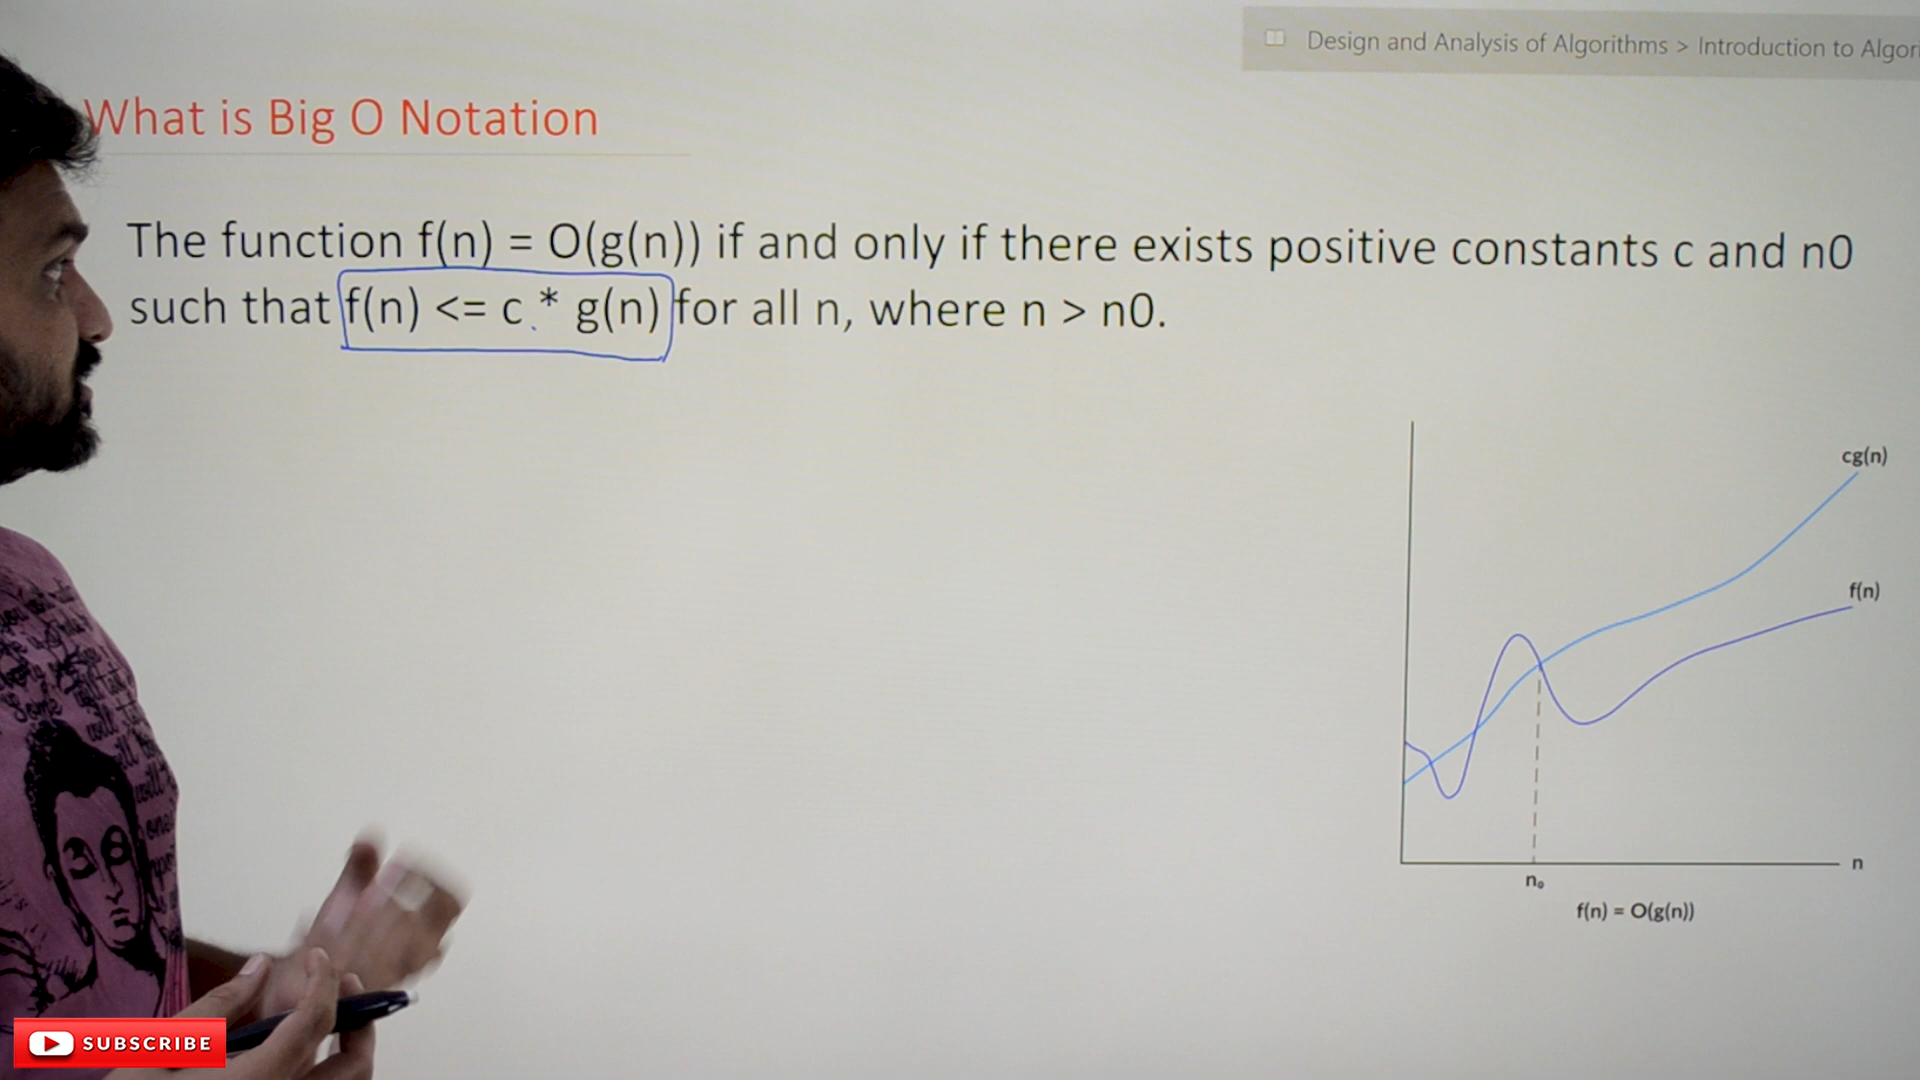 Design and Analysis of Algorithms > Introduction to Algor
What is Big O Notation
The function f(n) = O(g(n)) if and only if there exists positive constants c and n0
such that f(n) <= c * g(n) for all n, where n > n0.
cg(n)
f(n)
n
n₀
f(n) = O(g(n))
SUBSCRIBE